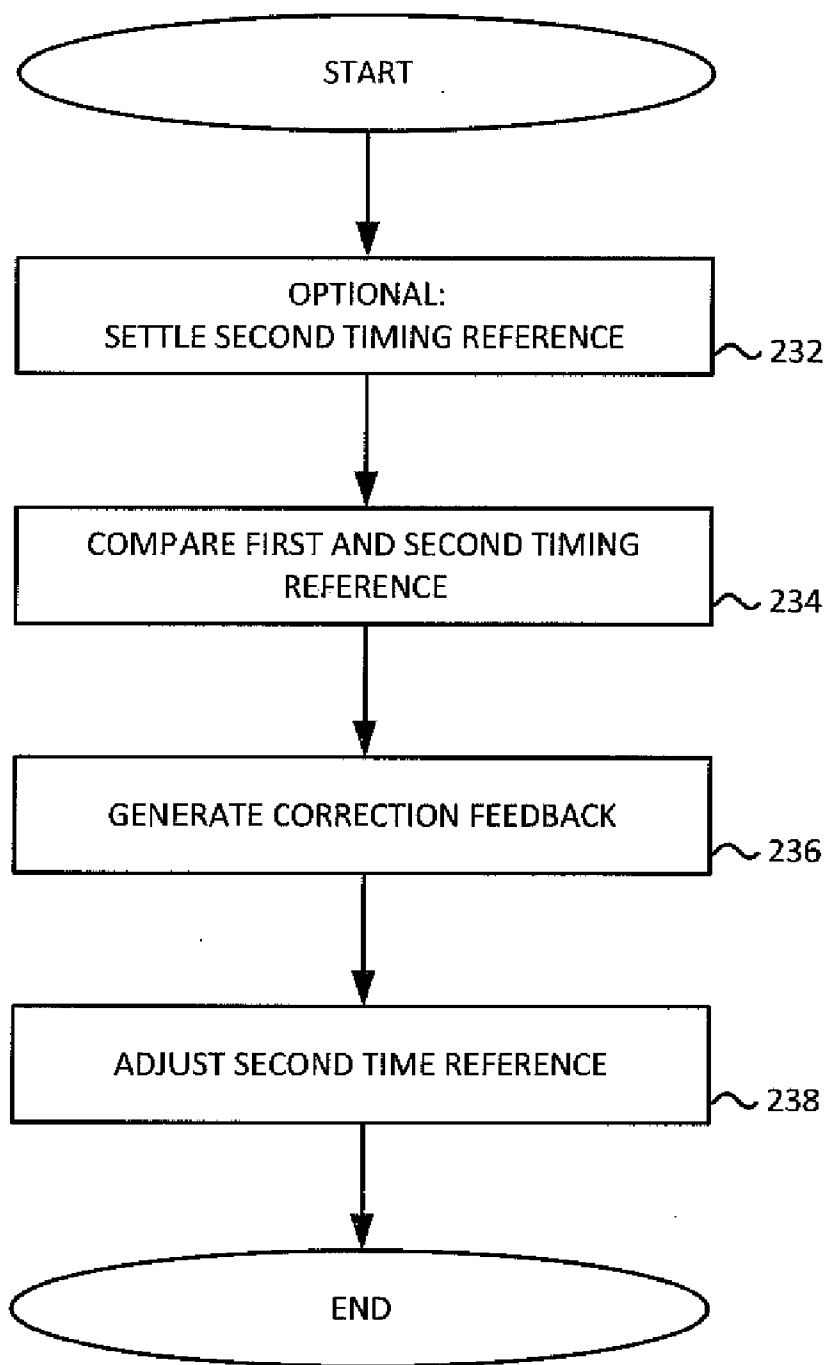 START
OPTIONAL:
SETTLE SECOND TIMING REFERENCE
232
COMPARE FIRST AND SECOND TIMING
REFERENCE
234
GENERATE CORRECTION FEEDBACK
236
ADJUST SECOND TIME REFERENCE
238
END